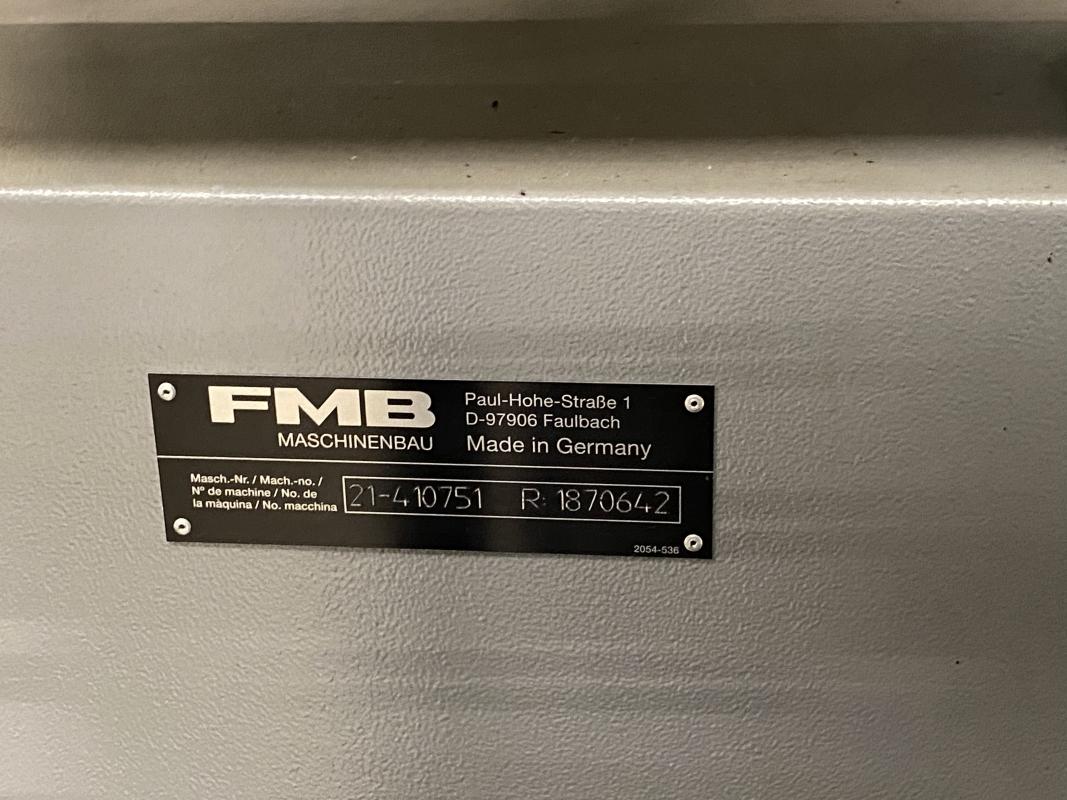 FMB
MASCHINENBAU
Paul-Hohe-Straße 1
D-97906 Faulbach
Made in Germany
Masch.-Nr. / Mach.-no. /
N° de machine / No. de
la màquina / No. macchina
21-410751 R: 1870642
2054-536